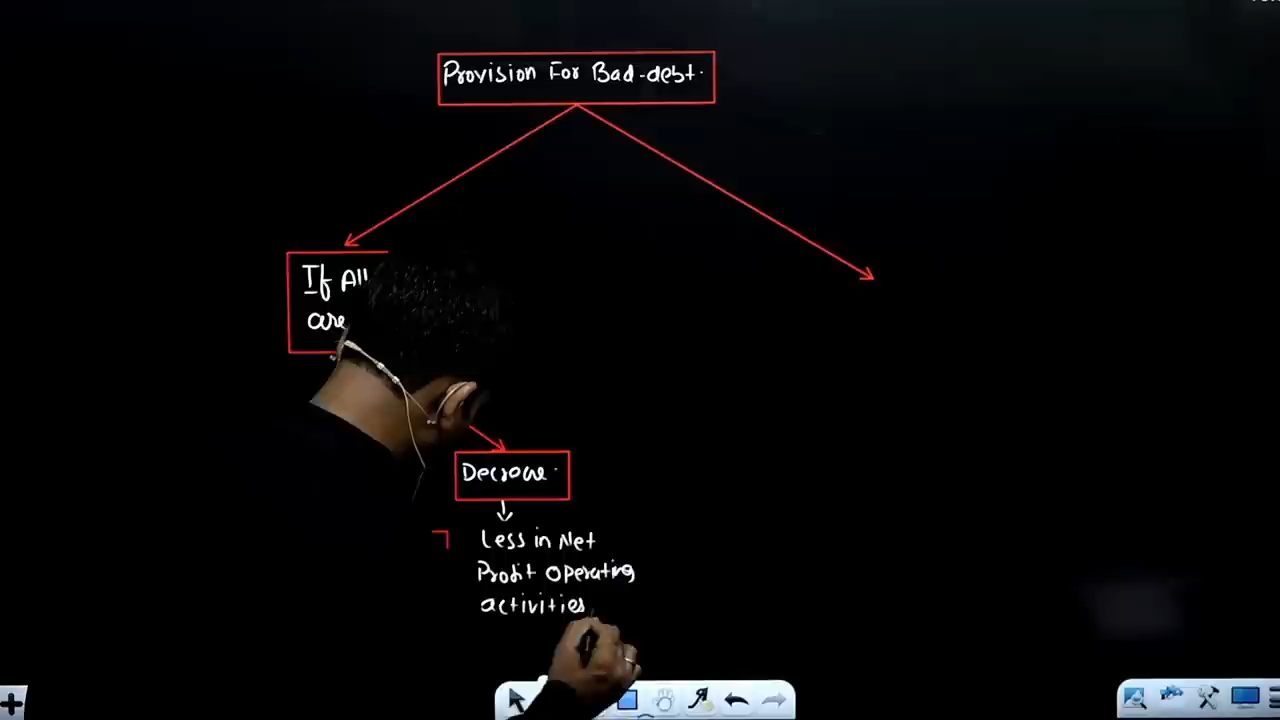 Provision For Bad-debt.
If All
are
Decrease.
Less in Net
Profit Operating
activities